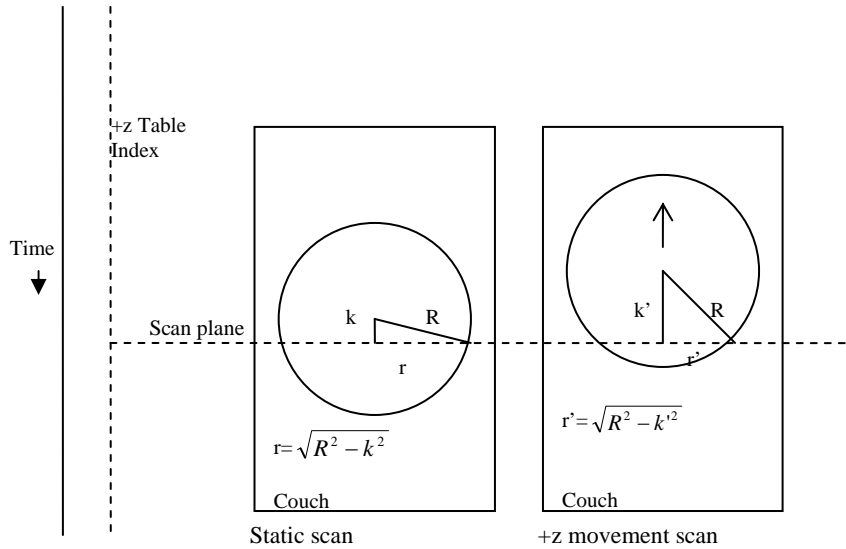 +z Table
Index
Time
Scan plane
k
R
r
r= √R² − k²
Couch
Static scan
k’
R
r’
r’= √R² − k'²
Couch
+z movement scan